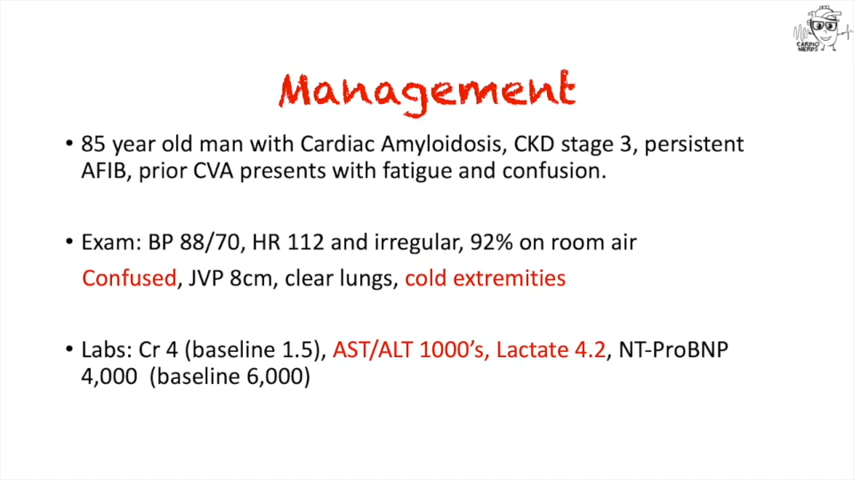 CARDIO
NERDS
Management
• 85 year old man with Cardiac Amyloidosis, CKD stage 3, persistent
AFIB, prior CVA presents with fatigue and confusion.
• Exam: BP 88/70, HR 112 and irregular, 92% on room air
Confused, JVP 8cm, clear lungs, cold extremities
• Labs: Cr 4 (baseline 1.5), AST/ALT 1000’s, Lactate 4.2, NT-ProBNP
4,000 (baseline 6,000)